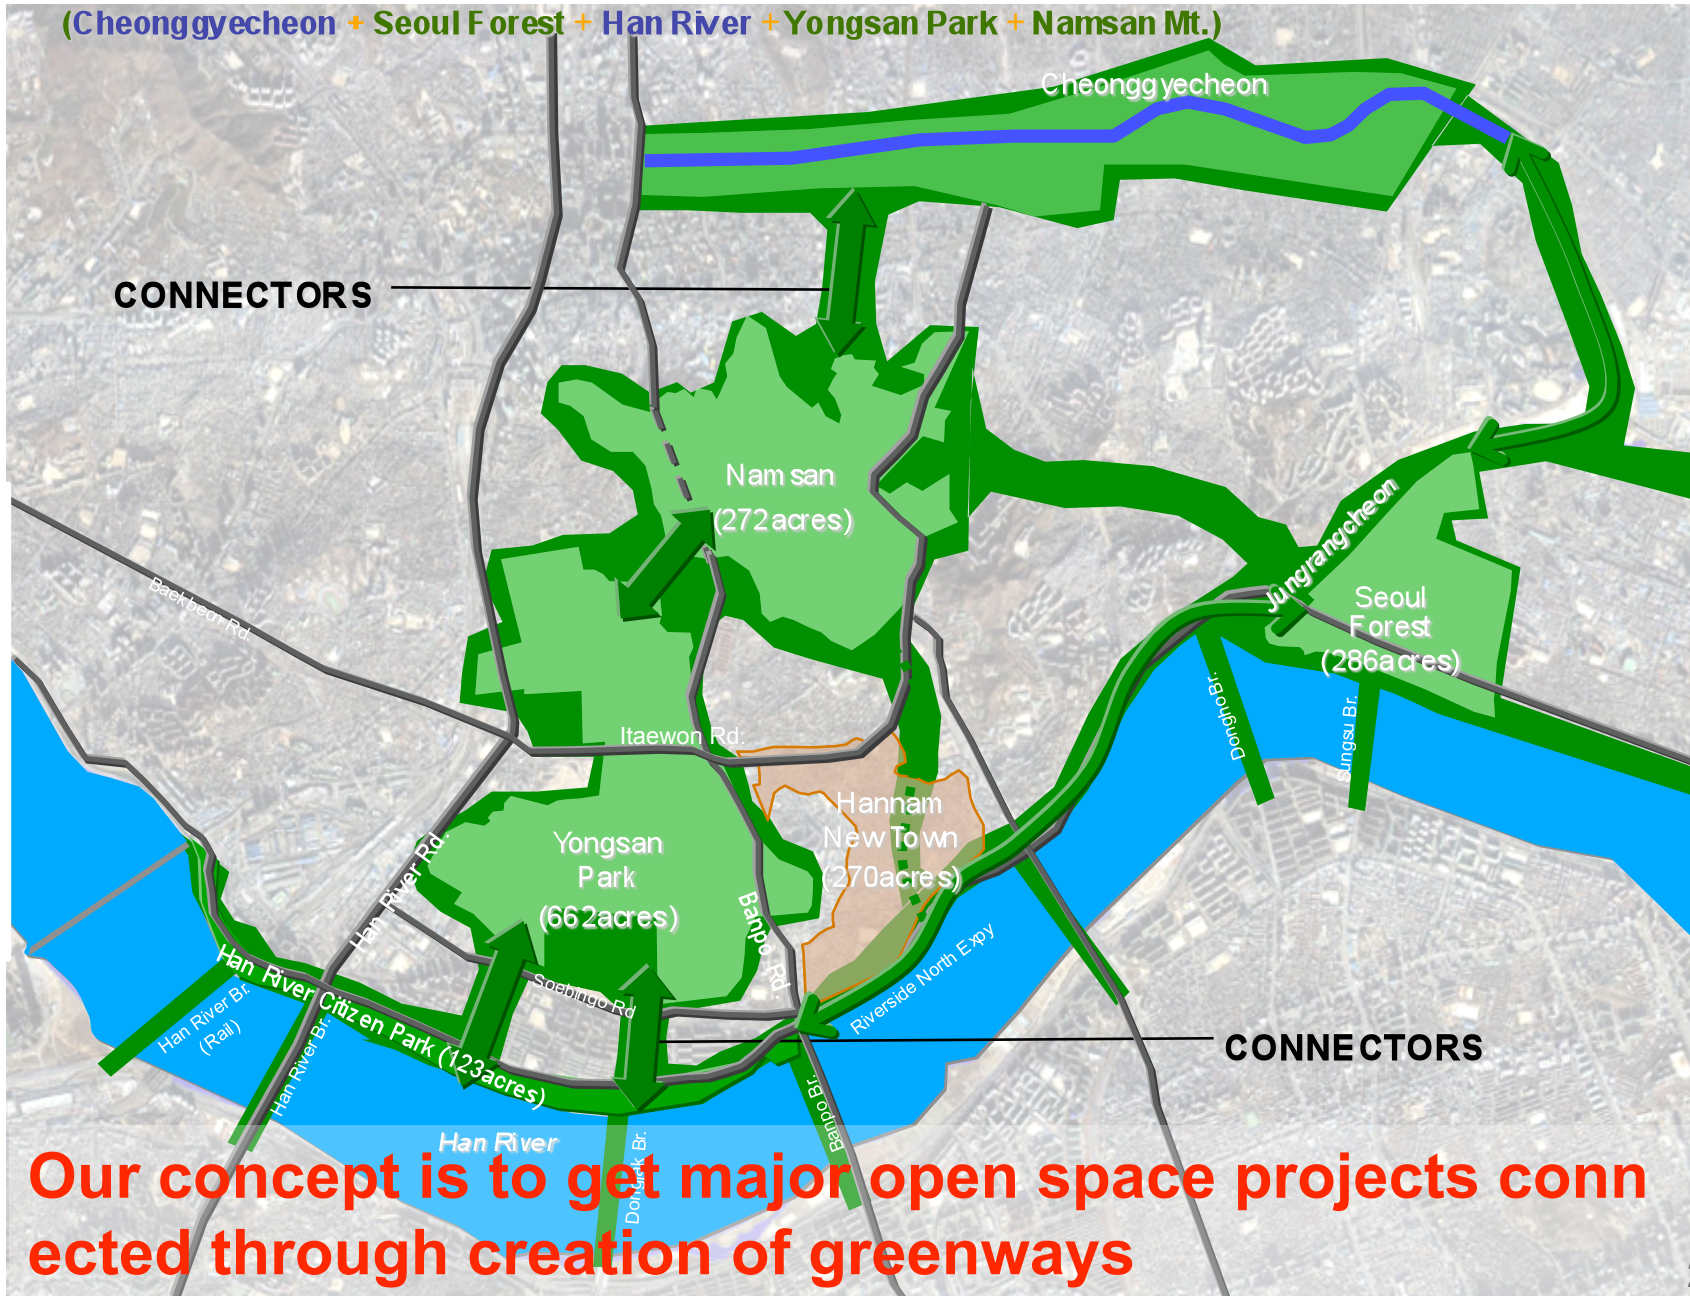 (Cheonggyecheon + Seoul Forest + Han River + Yongsan Park + Namsan Mt.)
Cheonggyecheon
CONNECTORS
Namsan
(272acres)
Jungrangcheon
Seoul
Forest
(286acres)
Baekbeon Rd.
Itaewon Rd.
Dongho Br.
Sungsu Br.
Hannam
New Town
(270acres)
Yongsan
Park
(662acres)
Han River Rd.
Banpo Rd
Soebingo Rd
Riverside North Expy
Han River Citizen Park (123acres)
Han River Br.
(Rail)
Han River Br.
CONNECTORS
Banpo Br.
Han River
Dongjak Br.
Our concept is to get major open space projects conn
ected through creation of greenways